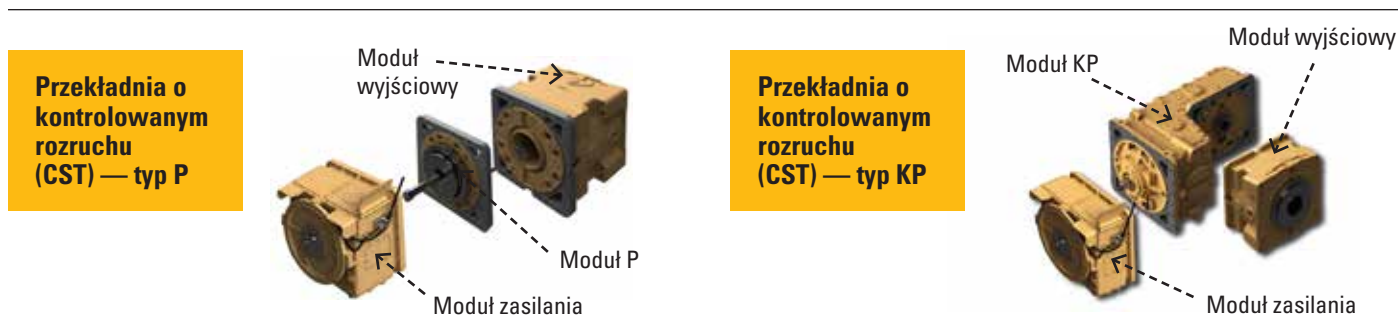 Przekładnia o
kontrolowanym
rozruchu
(CST) — typ P
Moduł
wyjściowy
Moduł P
Moduł zasilania
Przekładnia o
kontrolowanym
rozruchu
(CST) — typ KP
Moduł KP
Moduł wyjściowy
Moduł zasilania